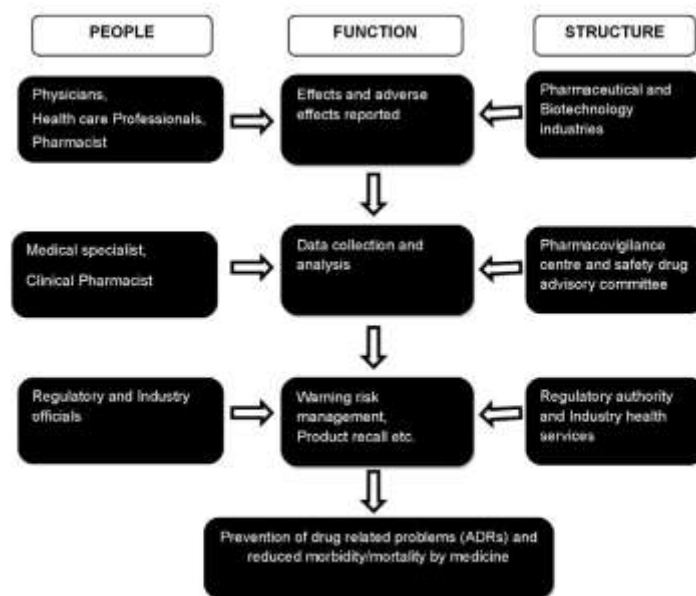 PEOPLE
FUNCTION
STRUCTURE
Physicians,
Health care Professionals,
Pharmacist
Effects and adverse
effects reported
Pharmaceutical and
Biotechnology
Industries
Medical specialist,
Clinical Pharmacist
Data collection and
analysis
Pharmacovigilance
centre and safety drug
advisory committee
Regulatory and Industry
officials
Warning risk
management,
Product recall etc.
Regulatory authority
and Industry health
services
Prevention of drug related problems (ADRs) and
reduced morbidity/mortality by medicine